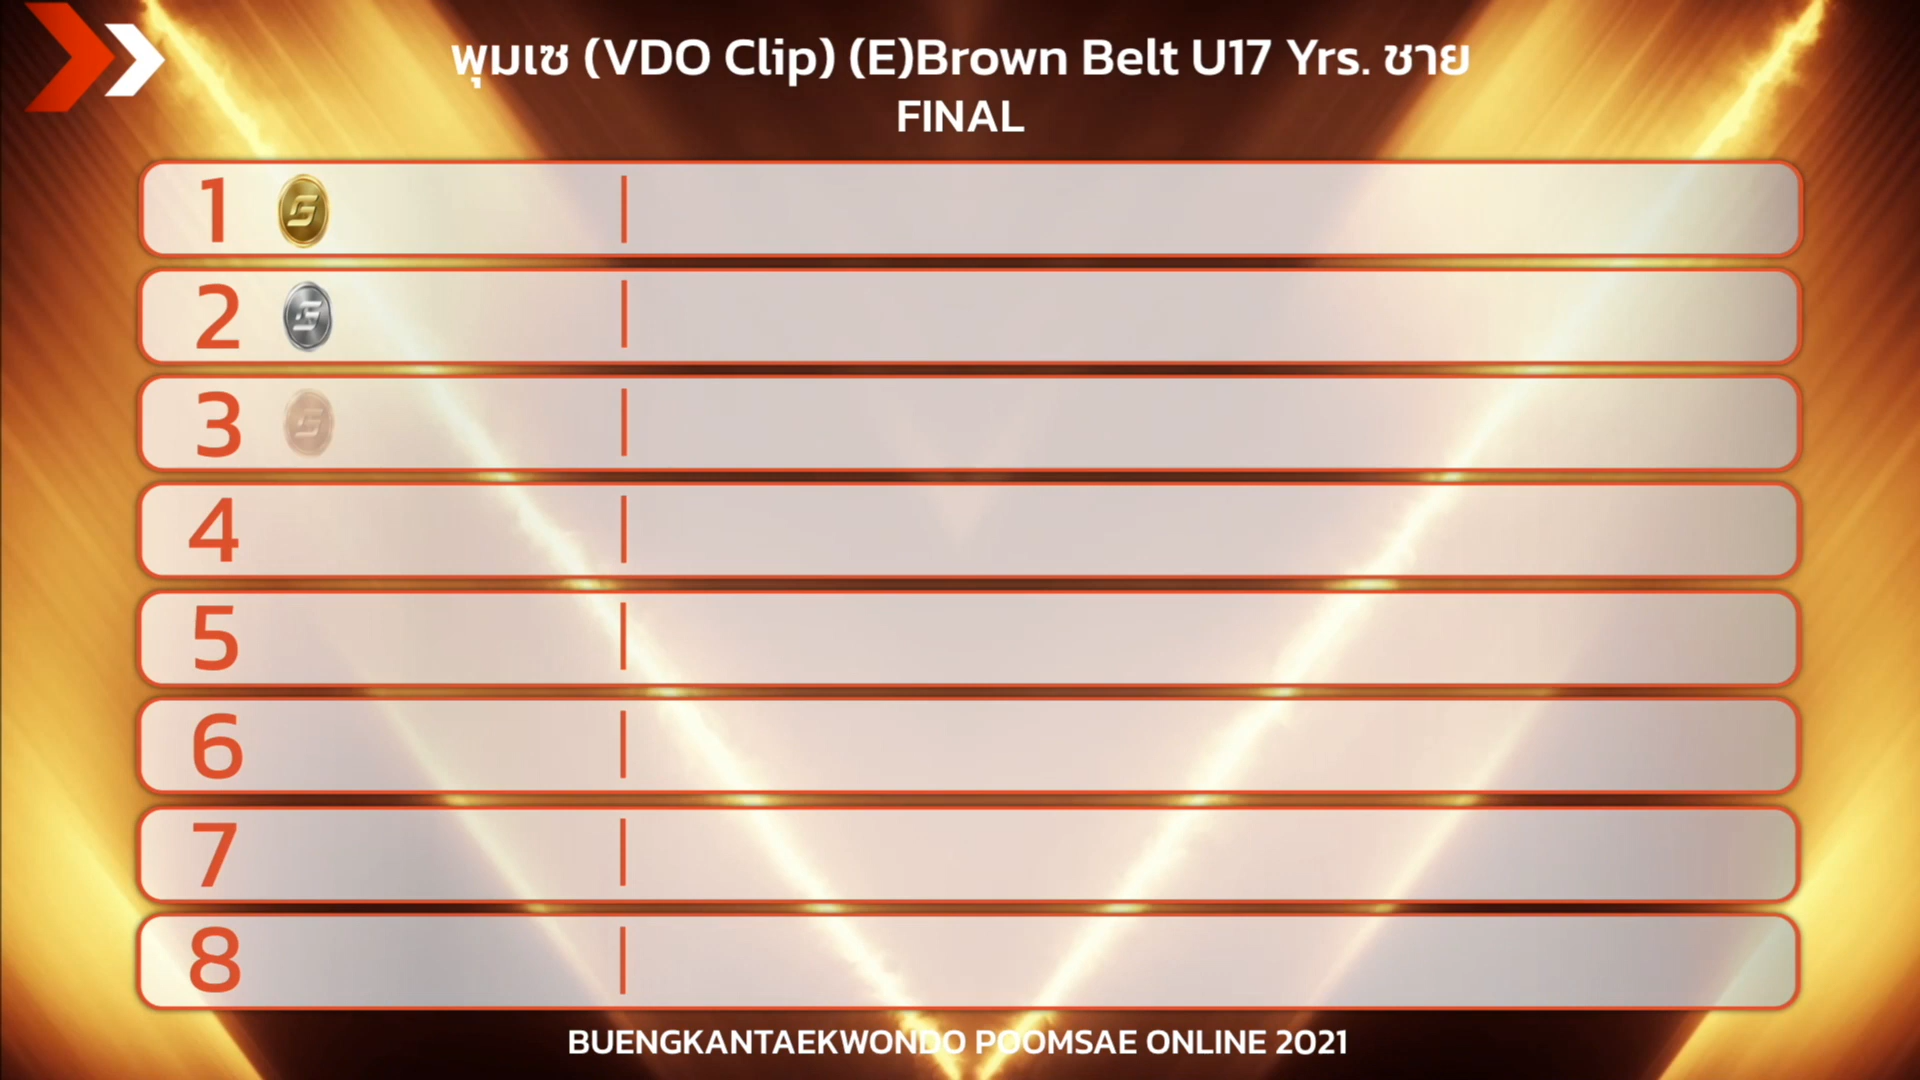 พุมเซ (VDO Clip) (E)Brown Belt U17 Yrs. ชาย
FINAL
1
2
3
4
5
6
7
8
BUENGKANTAEKWONDO POOMSAE ONLINE 2021